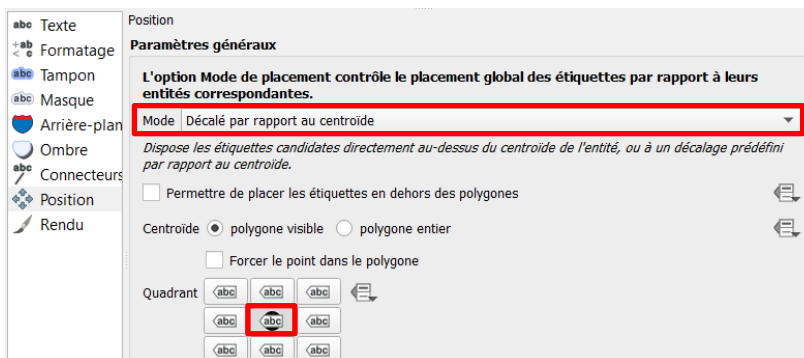 Position
abc Texte
+ab < c Formatage
abc Tampon
abc Masque
Arrière-plan
Ombre
abc Connecteurs
Position
Rendu
Paramètres généraux
L'option Mode de placement contrôle le placement global des étiquettes par rapport à leurs
entités correspondantes.
Mode Décalé par rapport au centroïde
Dispose les étiquettes candidates directement au-dessus du centroïde de l'entité, ou à un décalage prédéfini
par rapport au centroïde.
Permettre de placer les étiquettes en dehors des polygones
Centroïde polygone visible polygone entier
Forcer le point dans le polygone
Quadrant abc abc abc
abc abc abc
abc abc abc